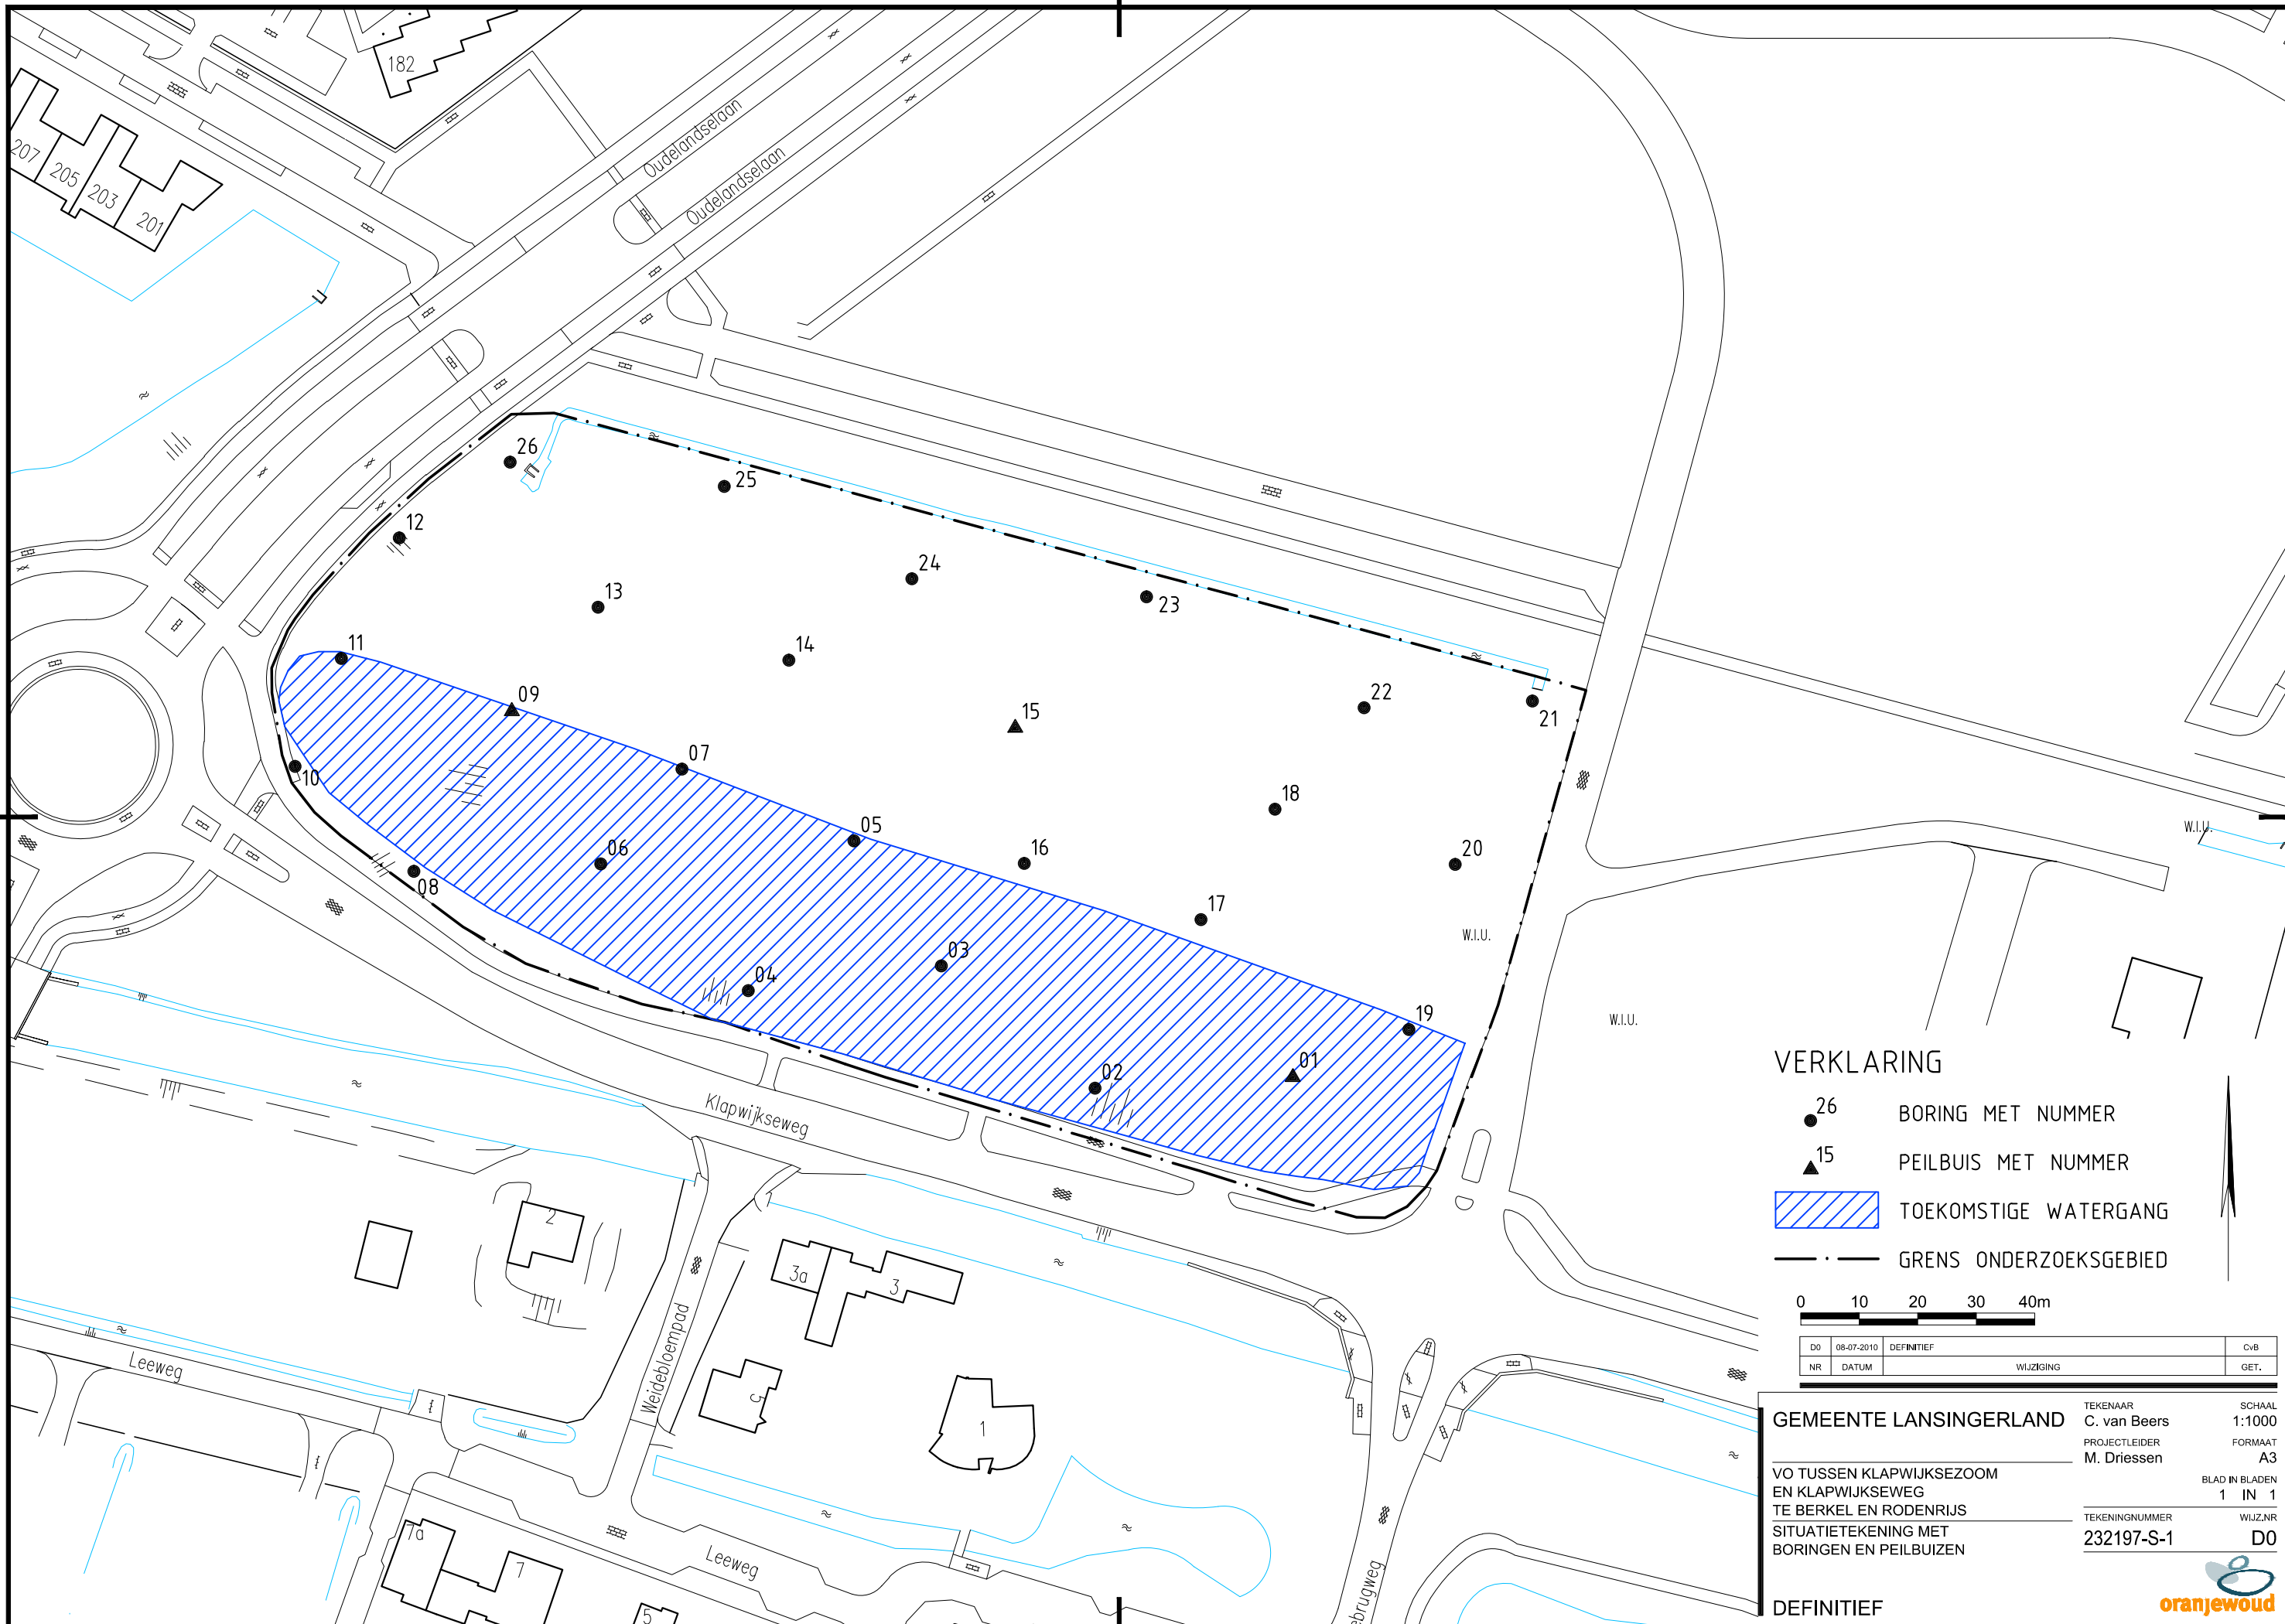 182
207
205
203
201
Oudelandselaan
Oudelandselaan
26
25
12
24
13
23
11
14
09
22
21
15
07
10
18
05
06
16
20
08
17
W.I.U.
W.I.U.
03
04
W.I.U.
19
01
02
Klapwijkseweg
2
3a
3
Weidebloempad
Leeweg
5
1
7a
7
Leeweg
5
ebrugweg
VERKLARING
26 BORING MET NUMMER
15 PEILBUIS MET NUMMER
TOEKOMSTIGE WATERGANG
GRENS ONDERZOEKSGEBIED
0 10 20 30 40m
D0 08-07-2010 DEFINITIEF CvB
NR DATUM WIJZIGING GET.
GEMEENTE LANSINGERLAND
TEKENAAR SCHAAL
C. van Beers 1:1000
PROJECTLEIDER FORMAAT
M. Driessen A3
VO TUSSEN KLAPWIJKSEZOOM
EN KLAPWIJKSEWEG
TE BERKEL EN RODENRIJS
BLAD IN BLADEN
1 IN 1
SITUATIETEKENING MET
BORINGEN EN PEILBUIZEN
TEKENINGNUMMER WIJZ.NR
232197-S-1 D0
DEFINITIEF
oranjewoud